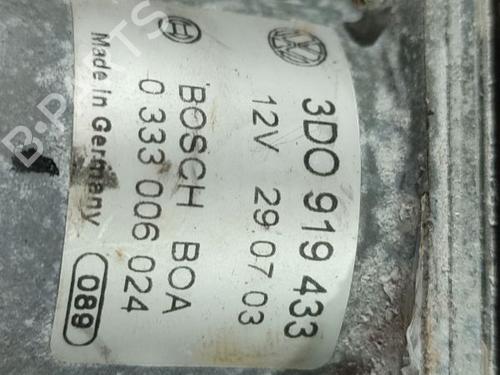 3D0 919 433
12V 29 07 03
BOSCH BOA
0 333 006 024
Made in Germany
089
B-PARTS